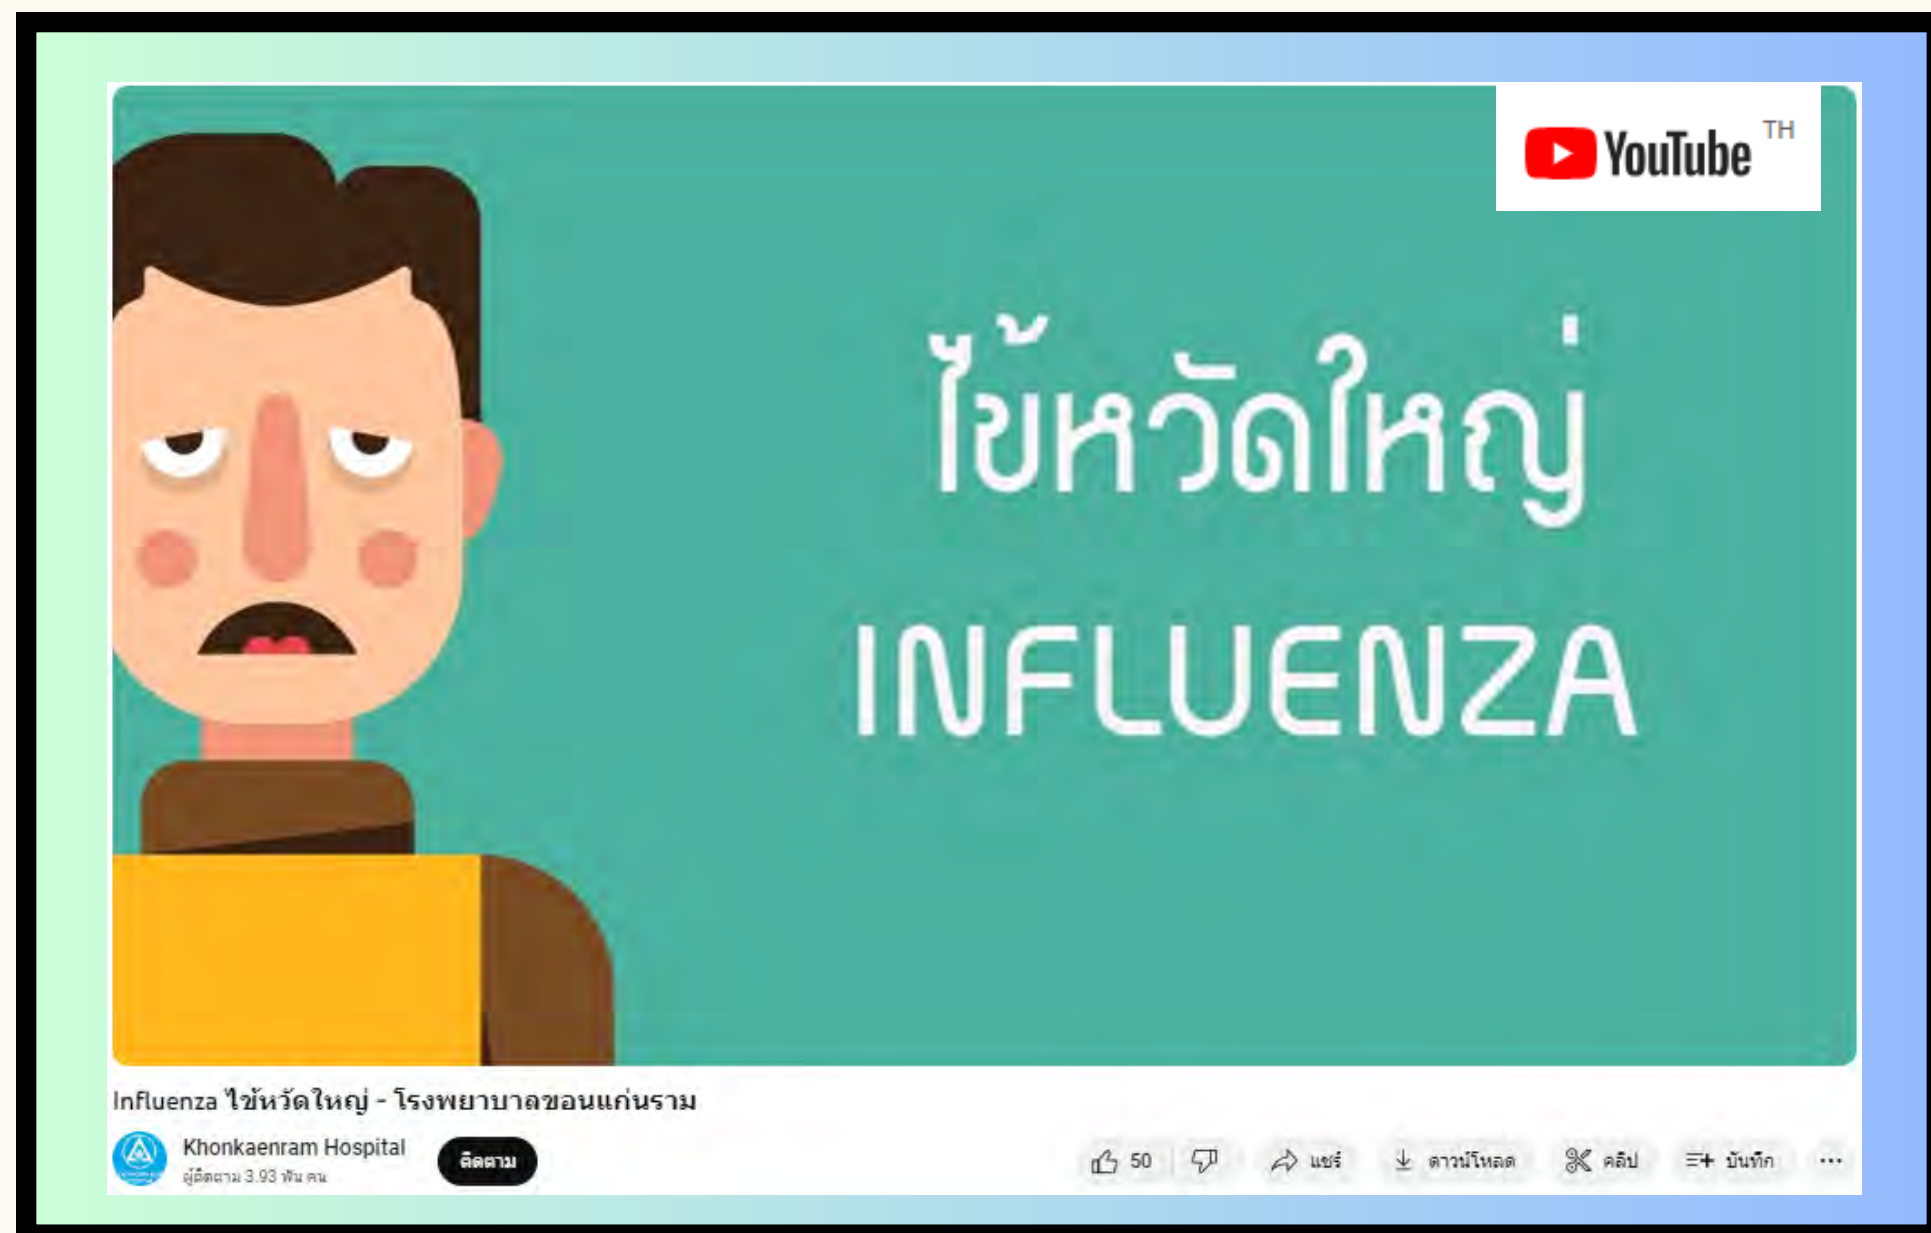 YouTube TH
ไข้หวัดใหญ่
INFLUENZA
Influenza ไข้หวัดใหญ่ - โรงพยาบาลขอนแก่นราม
Khonkaenram Hospital
ผู้ติดตาม 3.93 พัน คน
ติดตาม
50 แชร์ ดาวน์โหลด คลิป บันทึก ...